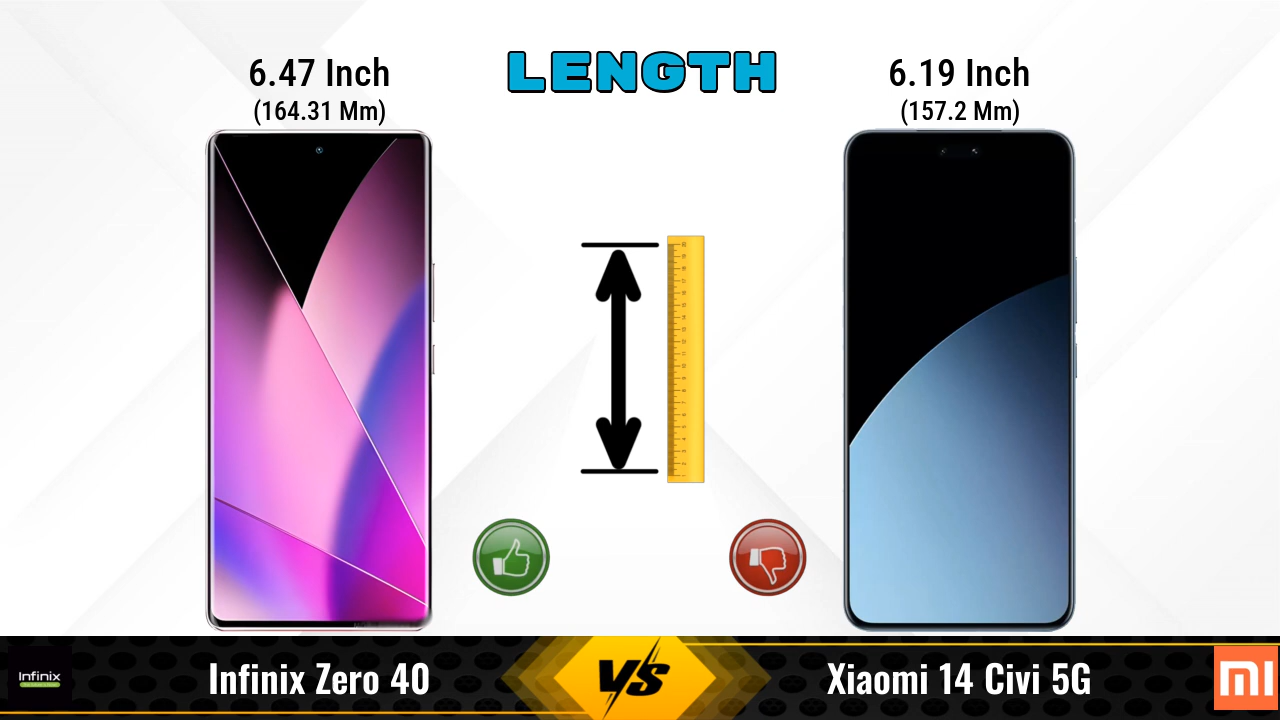 LENGTH
6.47 Inch
(164.31 Mm)
6.19 Inch
(157.2 Mm)
Infinix
Infinix Zero 40
VS
Xiaomi 14 Civi 5G
MI